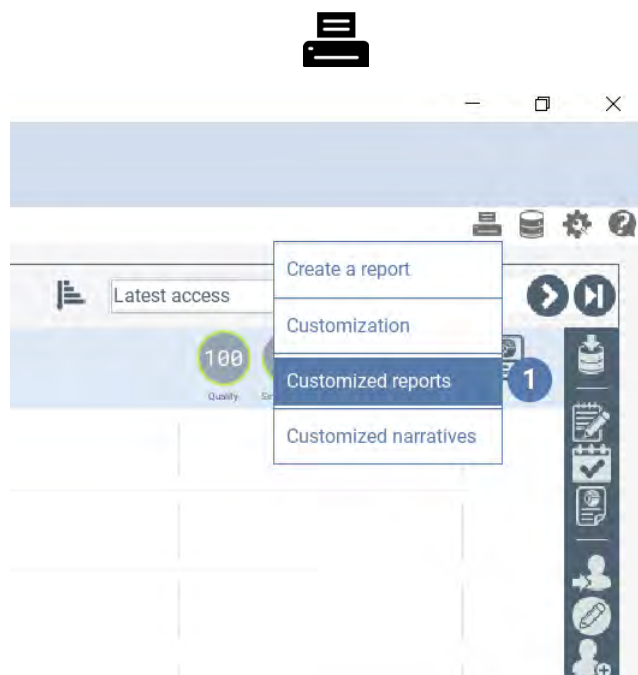 Create a report
Latest access
Customization
100
Quality
Customized reports
1
Customized narratives